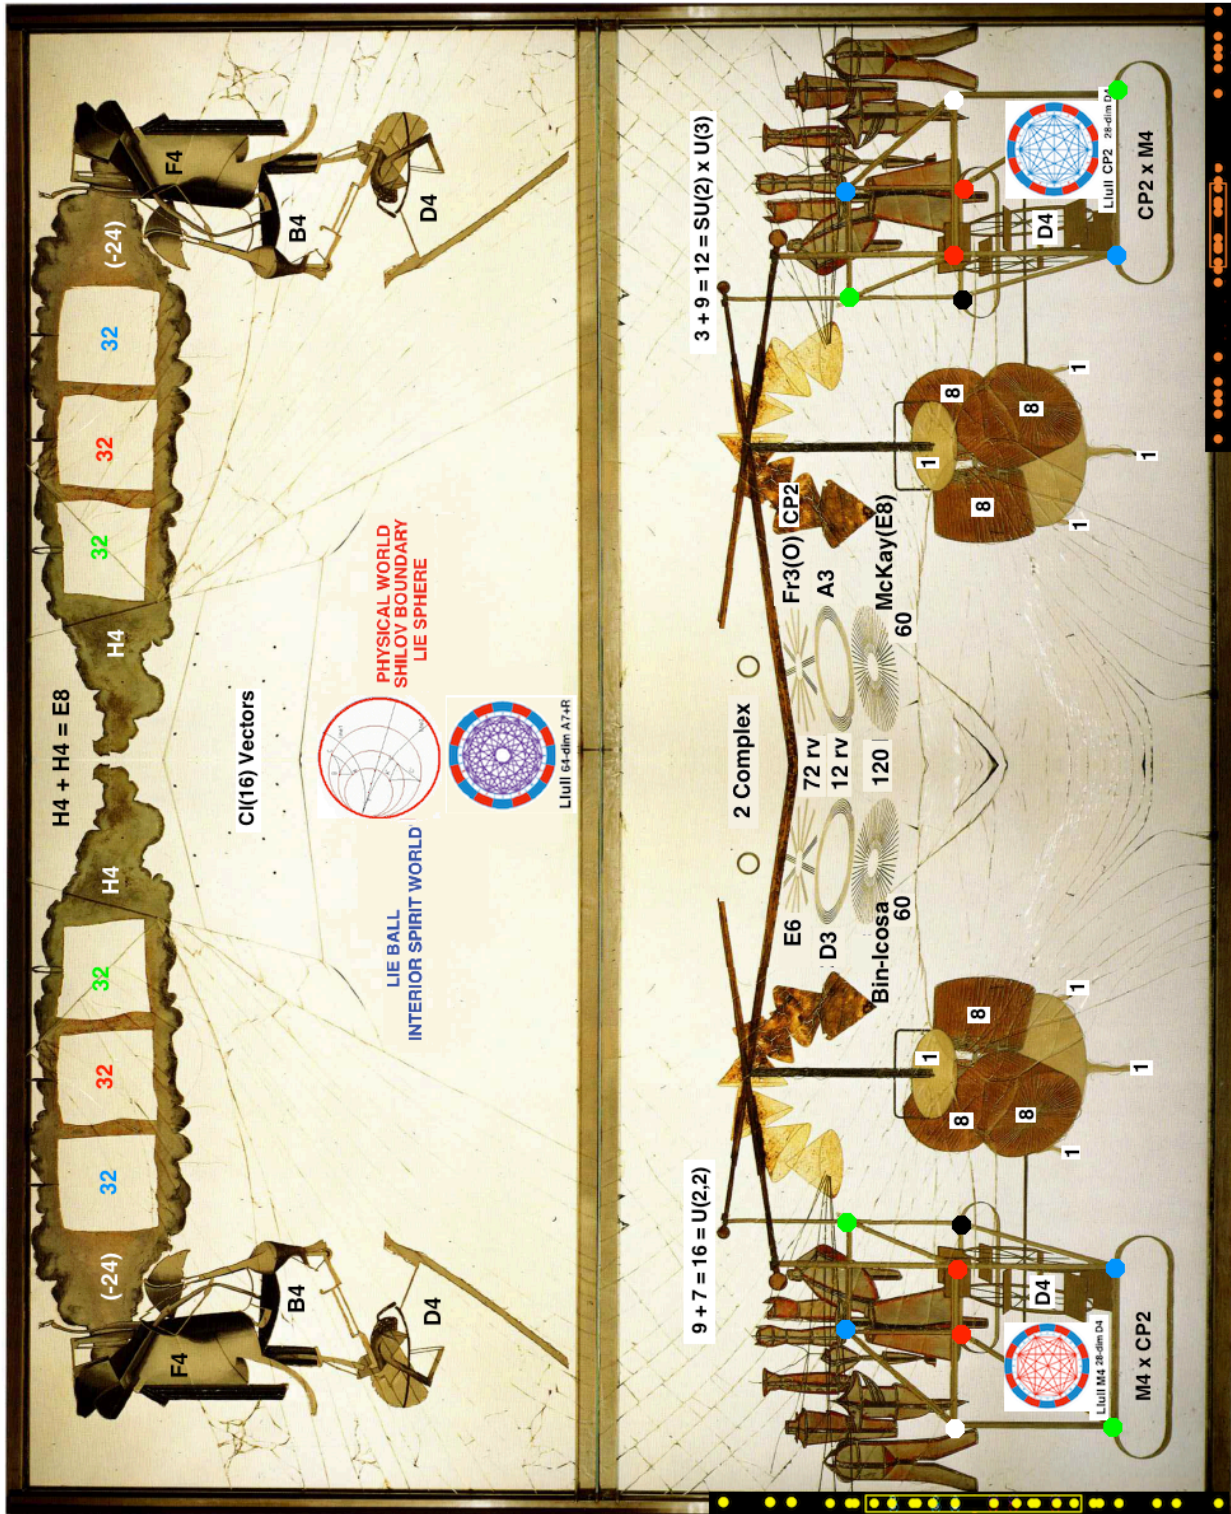 H4 + H4 = E8
(-24)
32
32
32
H4
H4
32
32
32
(-24)
F4
B4
D4
F4
B4
D4
Cl(16) Vectors
LIE BALL
INTERIOR SPIRIT WORLD
PHYSICAL WORLD
SHILOV BOUNDARY
LIE SPHERE
Llull 64-dim A7+R
9 + 7 = 16 = U(2,2)
2 Complex
3 + 9 = 12 = SU(2) x U(3)
E6
72 rv
Fr3(O)
CP2
D3
12 rv
A3
Bin-Icosa
60
120
McKay(E8)
60
1
8
8
8
1
1
1
1
8
8
8
1
1
1
D4
Llull M4 28-dim D4
M4 x CP2
D4
Llull CP2 28-dim
CP2 x M4